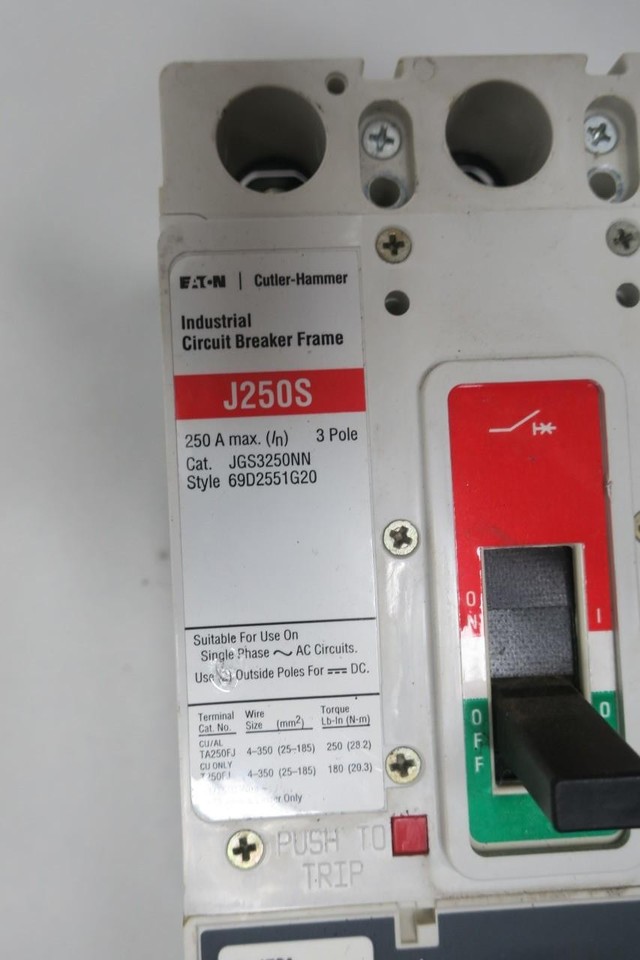 EATON | Cutler-Hammer
Industrial
Circuit Breaker Frame
J250S
250 A max. (In) 3 Pole
Cat. JGS3250NN
Style 69D2551G20
Suitable For Use On
Single Phase ~ AC Circuits.
Use Outside Poles For ⎓ DC.
Terminal Wire Torque
Cat. No. Size (mm²) Lb-In (N-m)
CU/AL
TA250FJ 4-350 (25-185) 250 (28.2)
CU ONLY
T250FJ 4-350 (25-185) 180 (20.3)
Only
PUSH TO
TRIP
ON
I
OFF
O